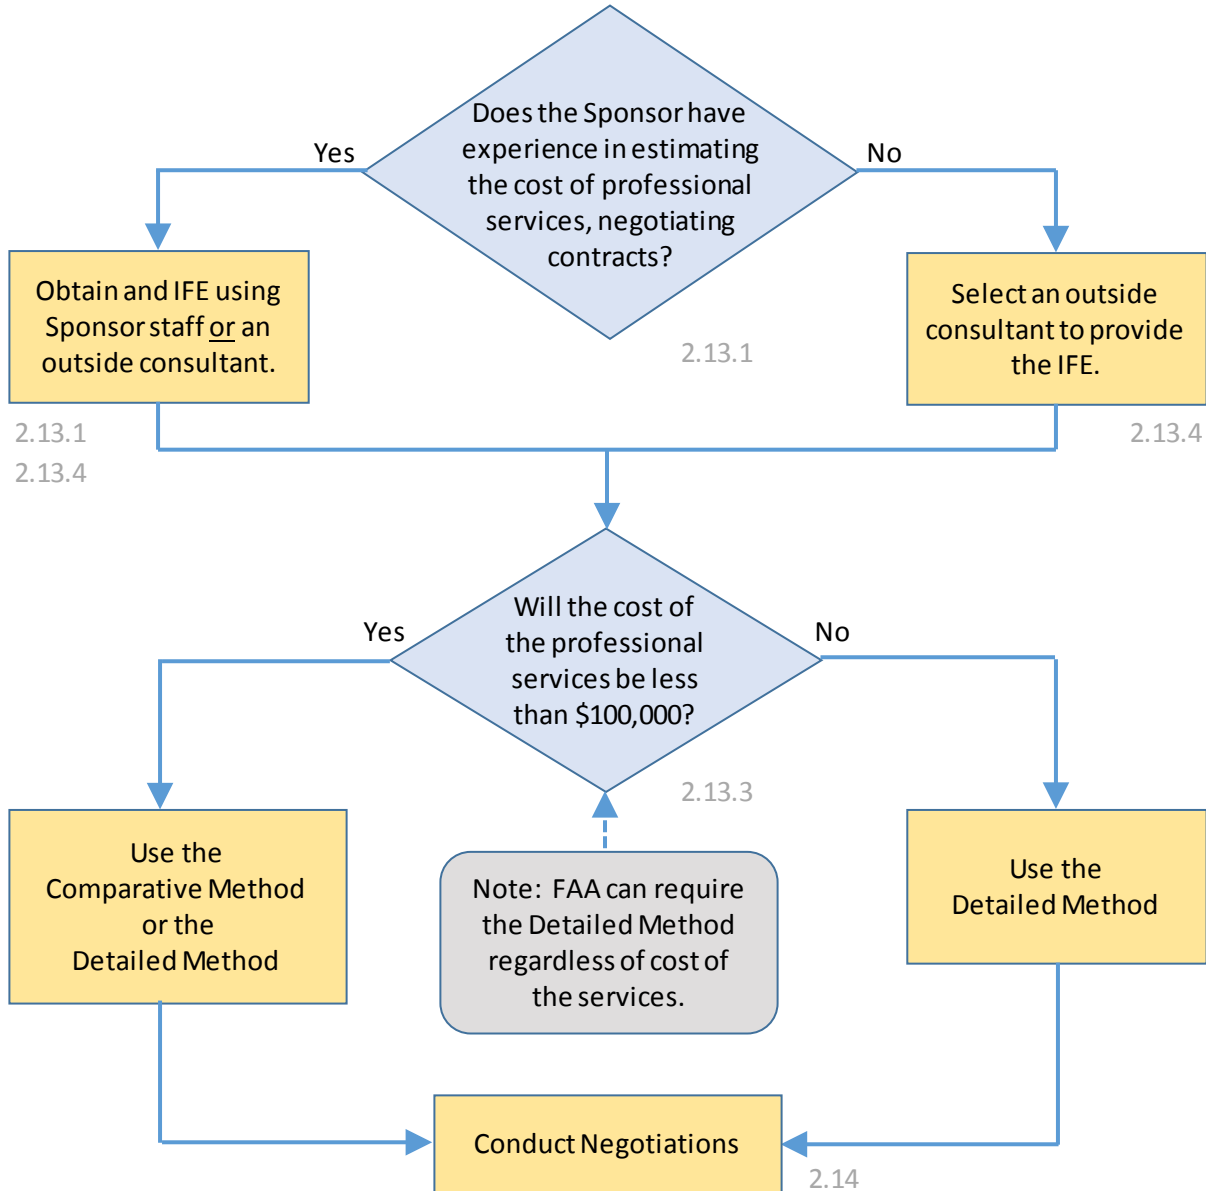 Does the Sponsor have
experience in estimating
the cost of professional
services, negotiating
contracts?
Yes
No
2.13.1
Obtain and IFE using
Sponsor staff or an
outside consultant.
2.13.1
2.13.4
Select an outside
consultant to provide
the IFE.
2.13.4
Will the cost of
the professional
services be less
than $100,000?
Yes
No
2.13.3
Use the
Comparative Method
or the
Detailed Method
Note: FAA can require
the Detailed Method
regardless of cost of
the services.
Use the
Detailed Method
Conduct Negotiations
2.14